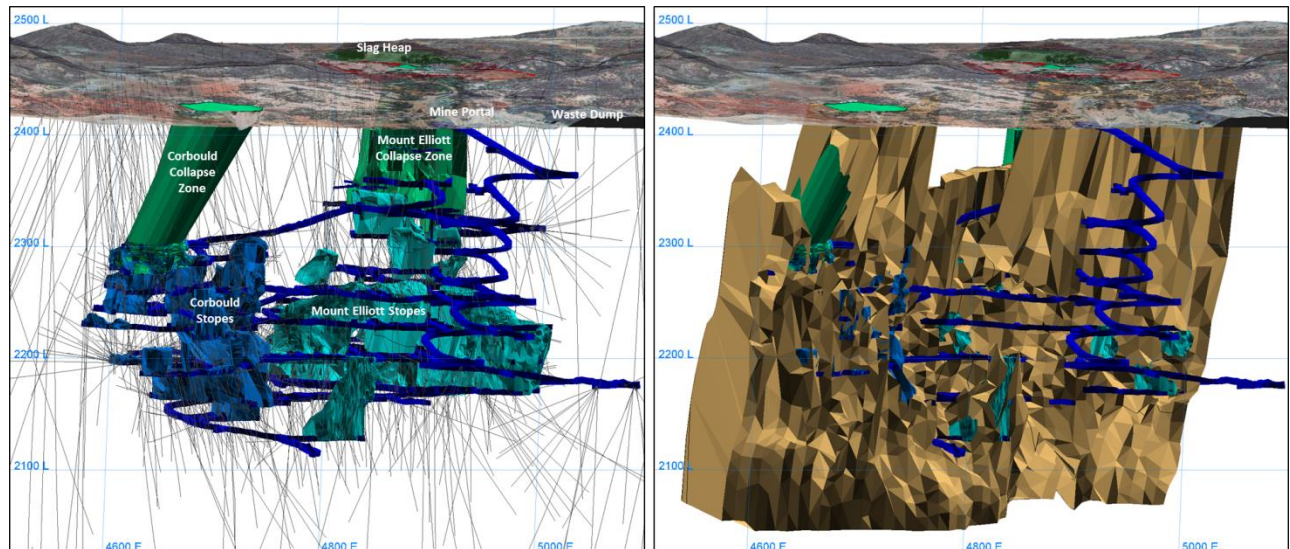 2500 L
Slag Heap
Mine Portal
Waste Dump
2400 L
Mount Elliott
Collapse Zone
Corbould
Collapse
Zone
2300 L
Corbould
Stopes
Mount Elliott Stopes
2200 L
2100 L
4600 E
4800 E
5000 E
2500 L
2400 L
2300 L
2200 L
2100 L
4600 E
4800 E
5000 E